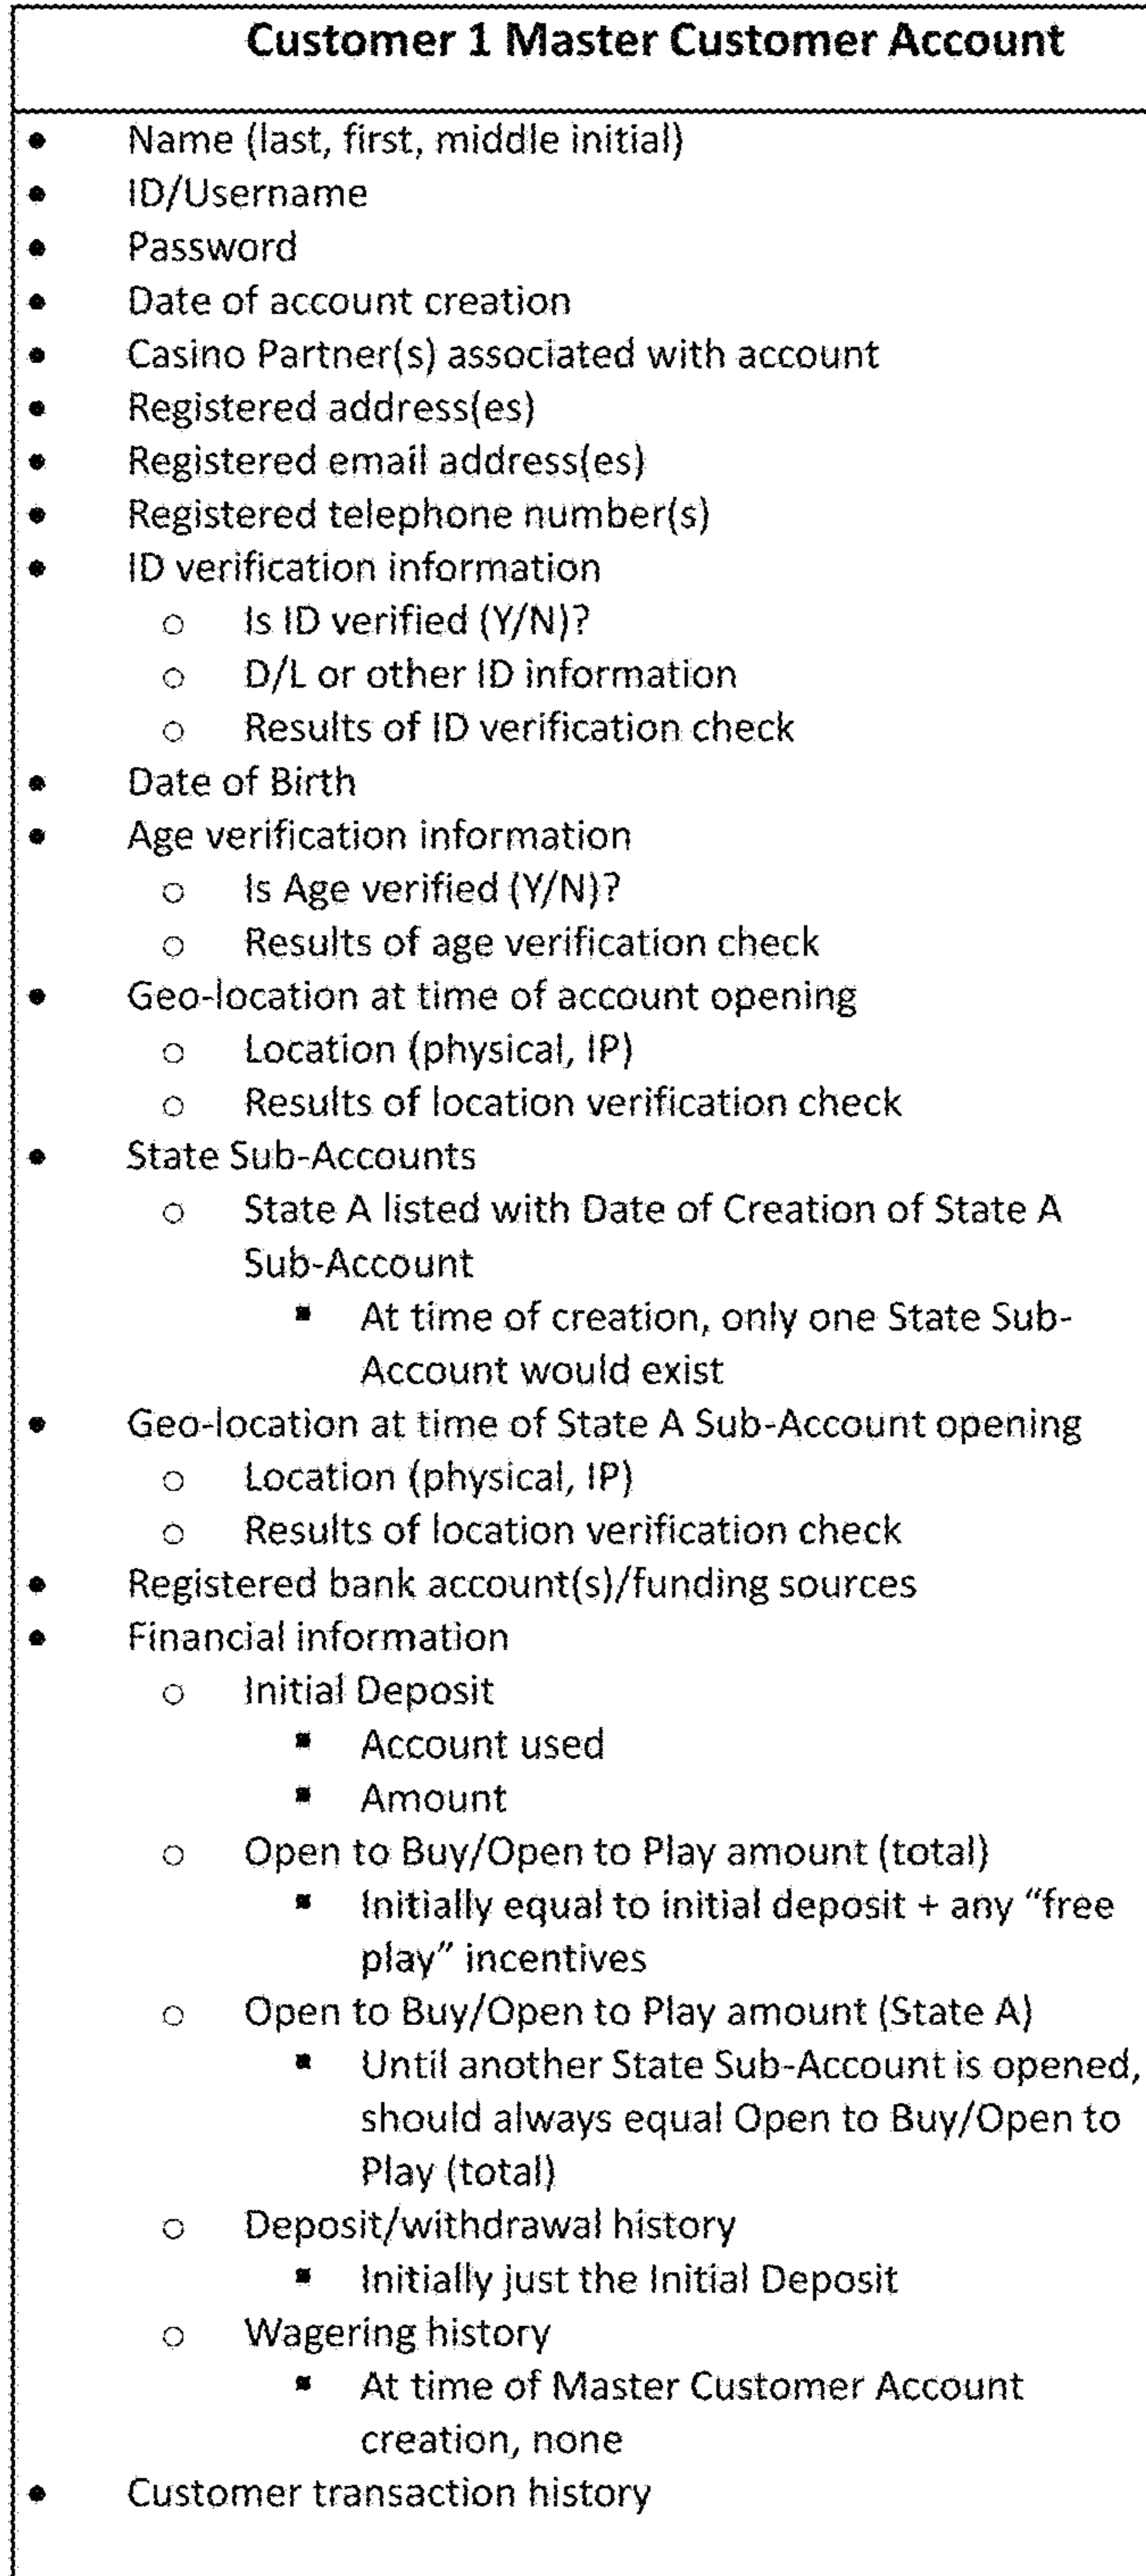 Customer 1 Master Customer Account
• Name (last, first, middle initial)
• ID/Username
• Password
• Date of account creation
• Casino Partner(s) associated with account
• Registered address(es)
• Registered email address(es)
• Registered telephone number(s)
• ID verification information
○ Is ID verified (Y/N)?
○ D/L or other ID information
○ Results of ID verification check
• Date of Birth
• Age verification information
○ Is Age verified (Y/N)?
○ Results of age verification check
• Geo-location at time of account opening
○ Location (physical, IP)
○ Results of location verification check
• State Sub-Accounts
○ State A listed with Date of Creation of State A
Sub-Account
▪ At time of creation, only one State Sub-
Account would exist
• Geo-location at time of State A Sub-Account opening
○ Location (physical, IP)
○ Results of location verification check
• Registered bank account(s)/funding sources
• Financial information
○ Initial Deposit
▪ Account used
▪ Amount
○ Open to Buy/Open to Play amount (total)
▪ Initially equal to initial deposit + any “free
play” incentives
○ Open to Buy/Open to Play amount (State A)
▪ Until another State Sub-Account is opened,
should always equal Open to Buy/Open to
Play (total)
○ Deposit/withdrawal history
▪ Initially just the Initial Deposit
○ Wagering history
▪ At time of Master Customer Account
creation, none
• Customer transaction history